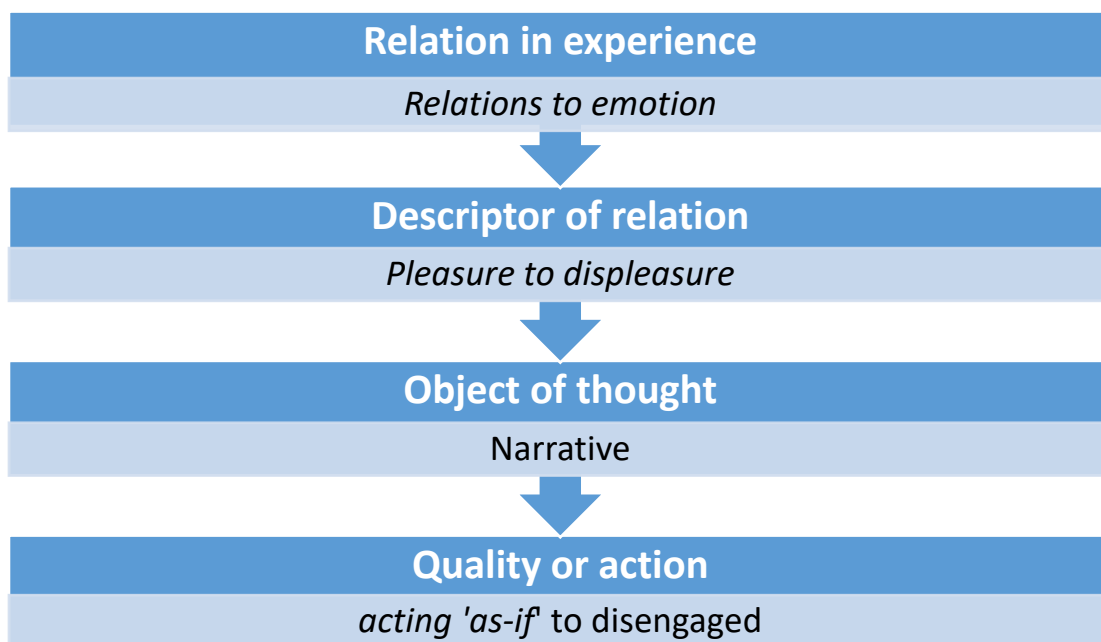 Relation in experience
Relations to emotion
Descriptor of relation
Pleasure to displeasure
Object of thought
Narrative
Quality or action
acting 'as-if' to disengaged